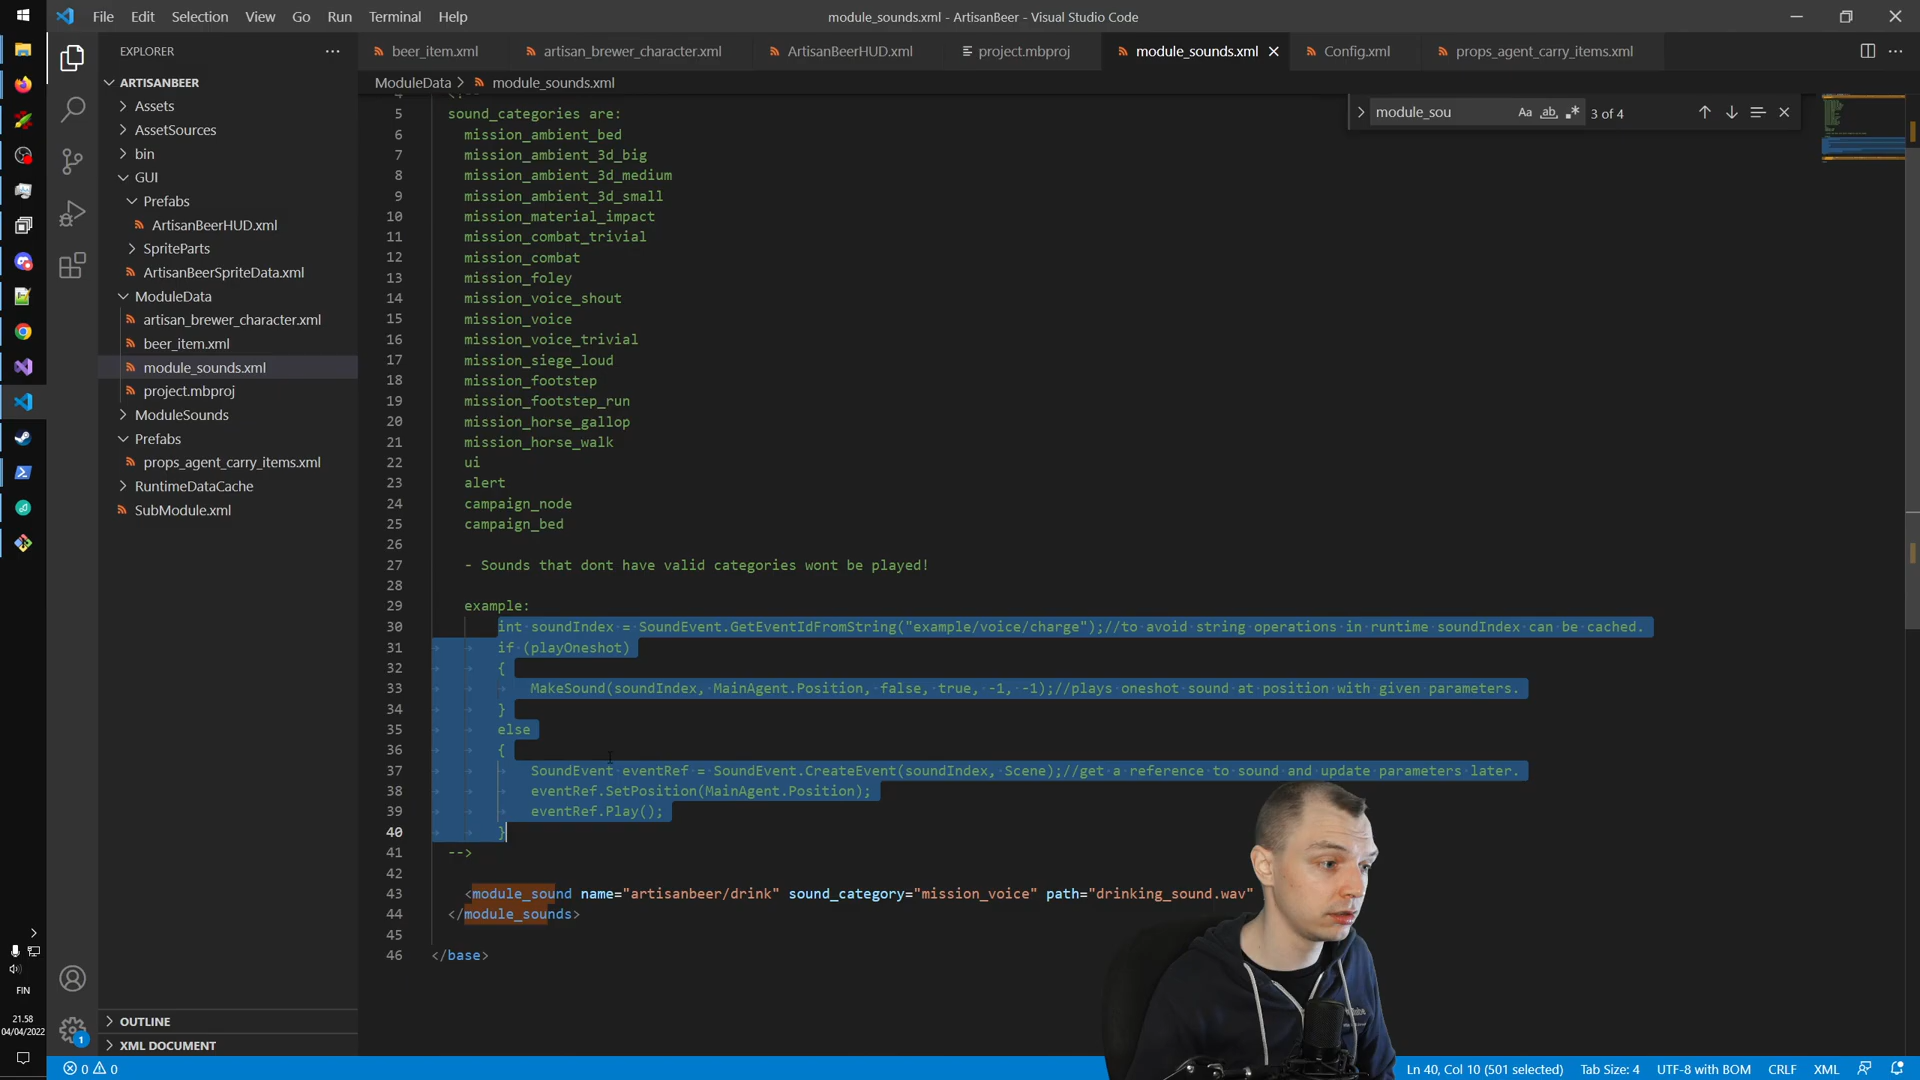 File Edit Selection View Go Run Terminal Help
module_sounds.xml - ArtisanBeer - Visual Studio Code
EXPLORER
beer_item.xml artisan_brewer_character.xml ArtisanBeerHUD.xml project.mbproj module_sounds.xml Config.xml props_agent_carry_items.xml
ModuleData > module_sounds.xml
module_sou Aa ab 3 of 4
ARTISANBEER
Assets
AssetSources
bin
GUI
Prefabs
ArtisanBeerHUD.xml
SpriteParts
ArtisanBeerSpriteData.xml
ModuleData
artisan_brewer_character.xml
beer_item.xml
module_sounds.xml
project.mbproj
ModuleSounds
Prefabs
props_agent_carry_items.xml
RuntimeDataCache
SubModule.xml
OUTLINE
XML DOCUMENT
5 sound_categories are:
6 mission_ambient_bed
7 mission_ambient_3d_big
8 mission_ambient_3d_medium
9 mission_ambient_3d_small
10 mission_material_impact
11 mission_combat_trivial
12 mission_combat
13 mission_foley
14 mission_voice_shout
15 mission_voice
16 mission_voice_trivial
17 mission_siege_loud
18 mission_footstep
19 mission_footstep_run
20 mission_horse_gallop
21 mission_horse_walk
22 ui
23 alert
24 campaign_node
25 campaign_bed
26
27 - Sounds that dont have valid categories wont be played!
28
29 example:
30 int soundIndex = SoundEvent.GetEventIdFromString("example/voice/charge");//to avoid string operations in runtime soundIndex can be cached.
31 if (playOneshot)
32 {
33 MakeSound(soundIndex, MainAgent.Position, false, true, -1, -1);//plays oneshot sound at position with given parameters.
34 }
35 else
36 {
37 SoundEvent eventRef = SoundEvent.CreateEvent(soundIndex, Scene);//get a reference to sound and update parameters later.
38 eventRef.SetPosition(MainAgent.Position);
39 eventRef.Play();
40 }
41 -->
42
43 <module_sound name="artisanbeer/drink" sound_category="mission_voice" path="drinking_sound.wav"
44 </module_sounds>
45
46 </base>
FIN
21.58
04/04/2022
1
0 0
Ln 40, Col 10 (501 selected) Tab Size: 4 UTF-8 with BOM CRLF XML